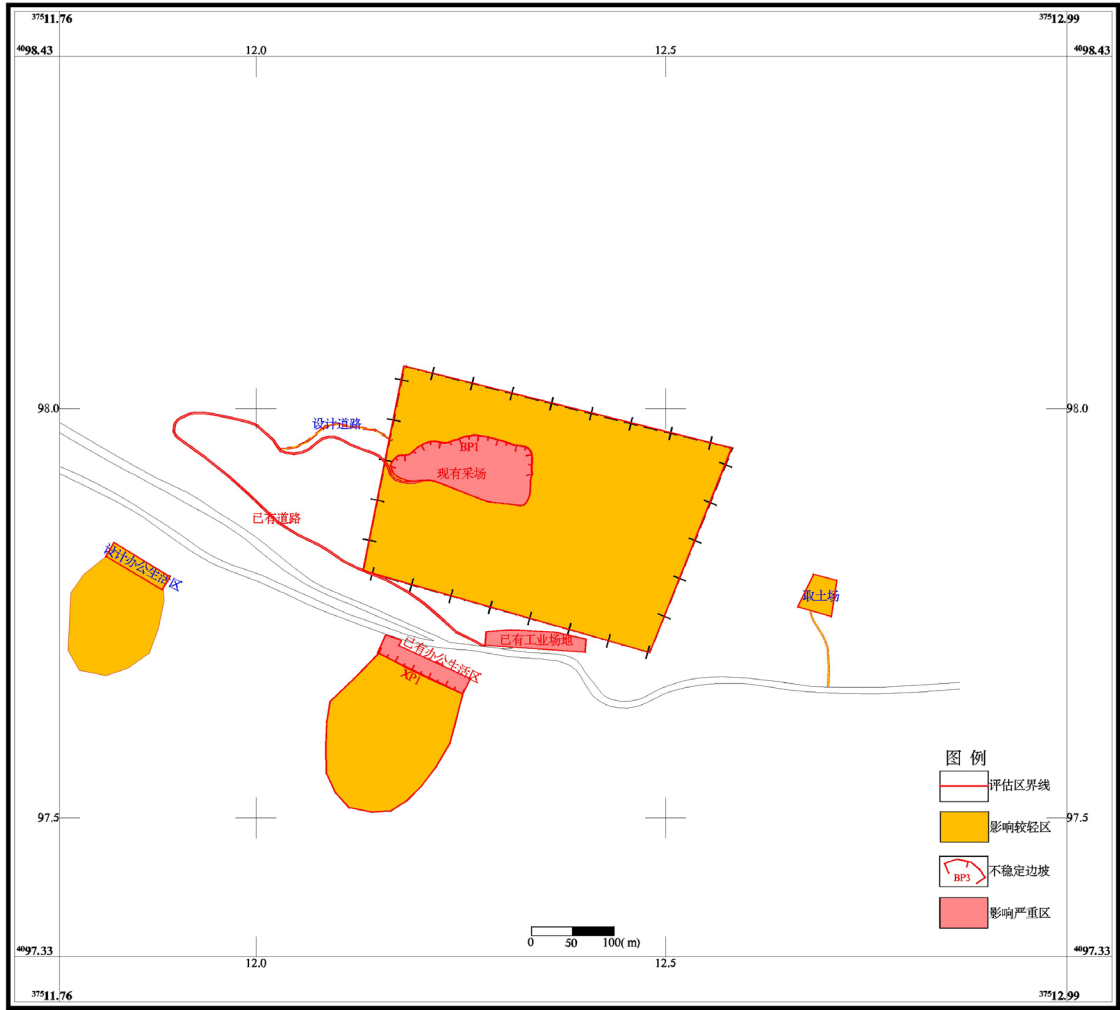 37511.76
37512.99
4098.43
12.0
12.5
4098.43
98.0
设计道路
98.0
BP1
现有采场
已有道路
设计办公生活区
取土场
已有工业场地
已有办公生活区
XP1
图 例
评估区界线
97.5
影响较轻区
97.5
BP3
不稳定边坡
影响严重区
0 50 100(m)
4097.33
12.0
12.5
4097.33
37511.76
37512.99